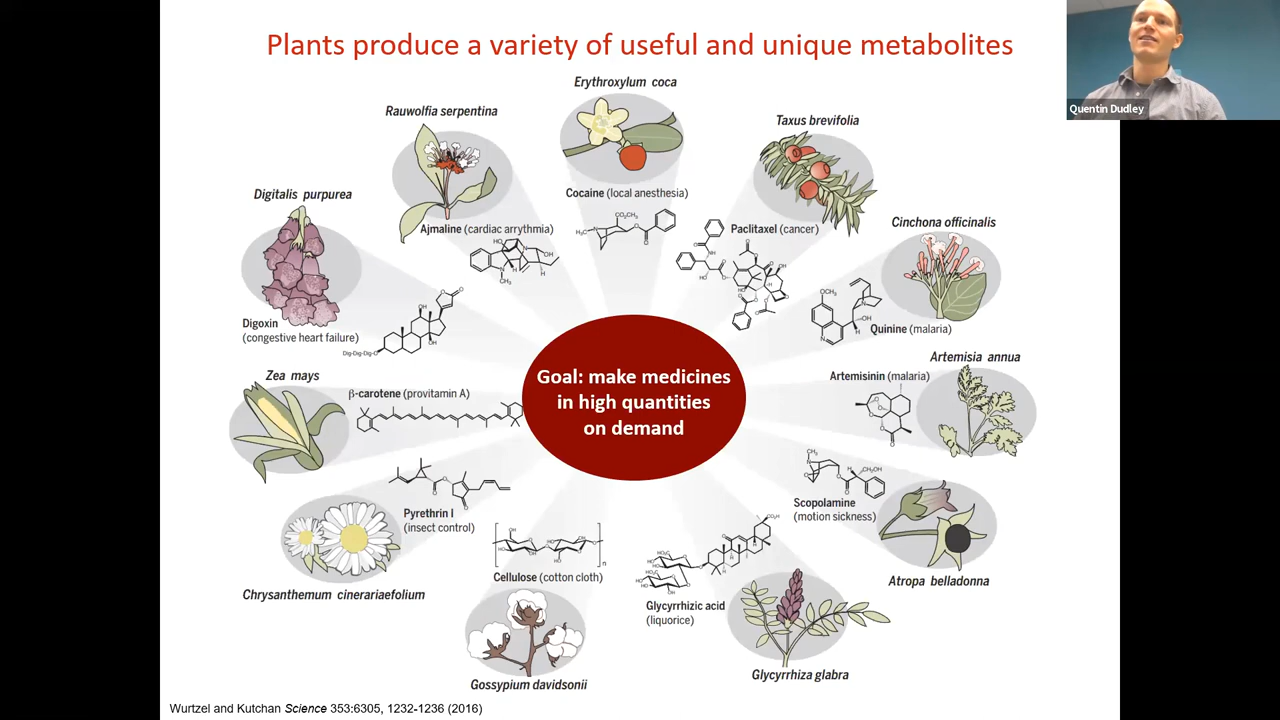 Plants produce a variety of useful and unique metabolites
Quentin Dudley
Erythroxylum coca
Cocaine (local anesthesia)
Rauwolfia serpentina
Ajmaline (cardiac arrythmia)
Taxus brevifolia
Paclitaxel (cancer)
Digitalis purpurea
Digoxin
(congestive heart failure)
Cinchona officinalis
Quinine (malaria)
Zea mays
β-carotene (provitamin A)
Goal: make medicines
in high quantities
on demand
Artemisia annua
Artemisinin (malaria)
Pyrethrin I
(insect control)
Chrysanthemum cinerariaefolium
Scopolamine
(motion sickness)
Atropa belladonna
Cellulose (cotton cloth)
Gossypium davidsonii
Glycyrrhizic acid
(liquorice)
Glycyrrhiza glabra
Dig-Dig-Dig-O
Wurtzel and Kutchan Science 353:6305, 1232-1236 (2016)